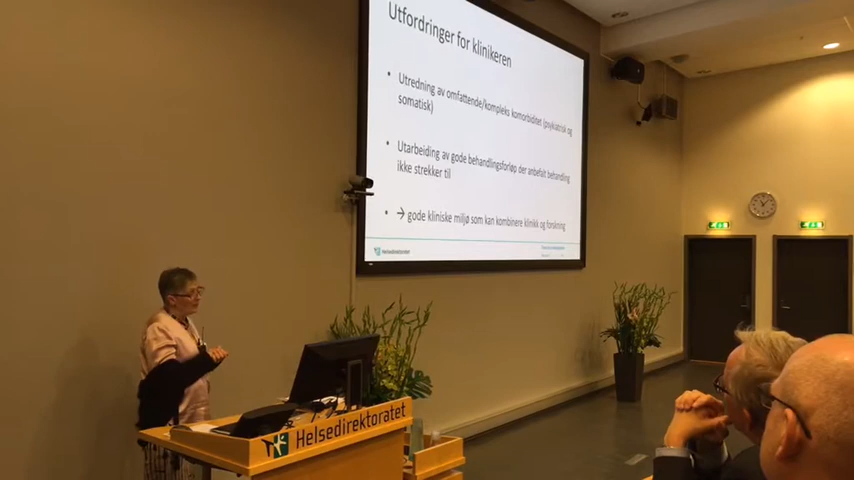 Utfordringer for klinikeren
• Utredning av omfattende/kompleks komorbiditet (psykiatrisk og
somatisk)
• Utarbeiding av gode behandlingsforløp der anbefalt behandling
ikke strekker til
• → gode kliniske miljø som kan kombinere klinikk og forskning
Helsedirektoratet
Helsedirektoratet